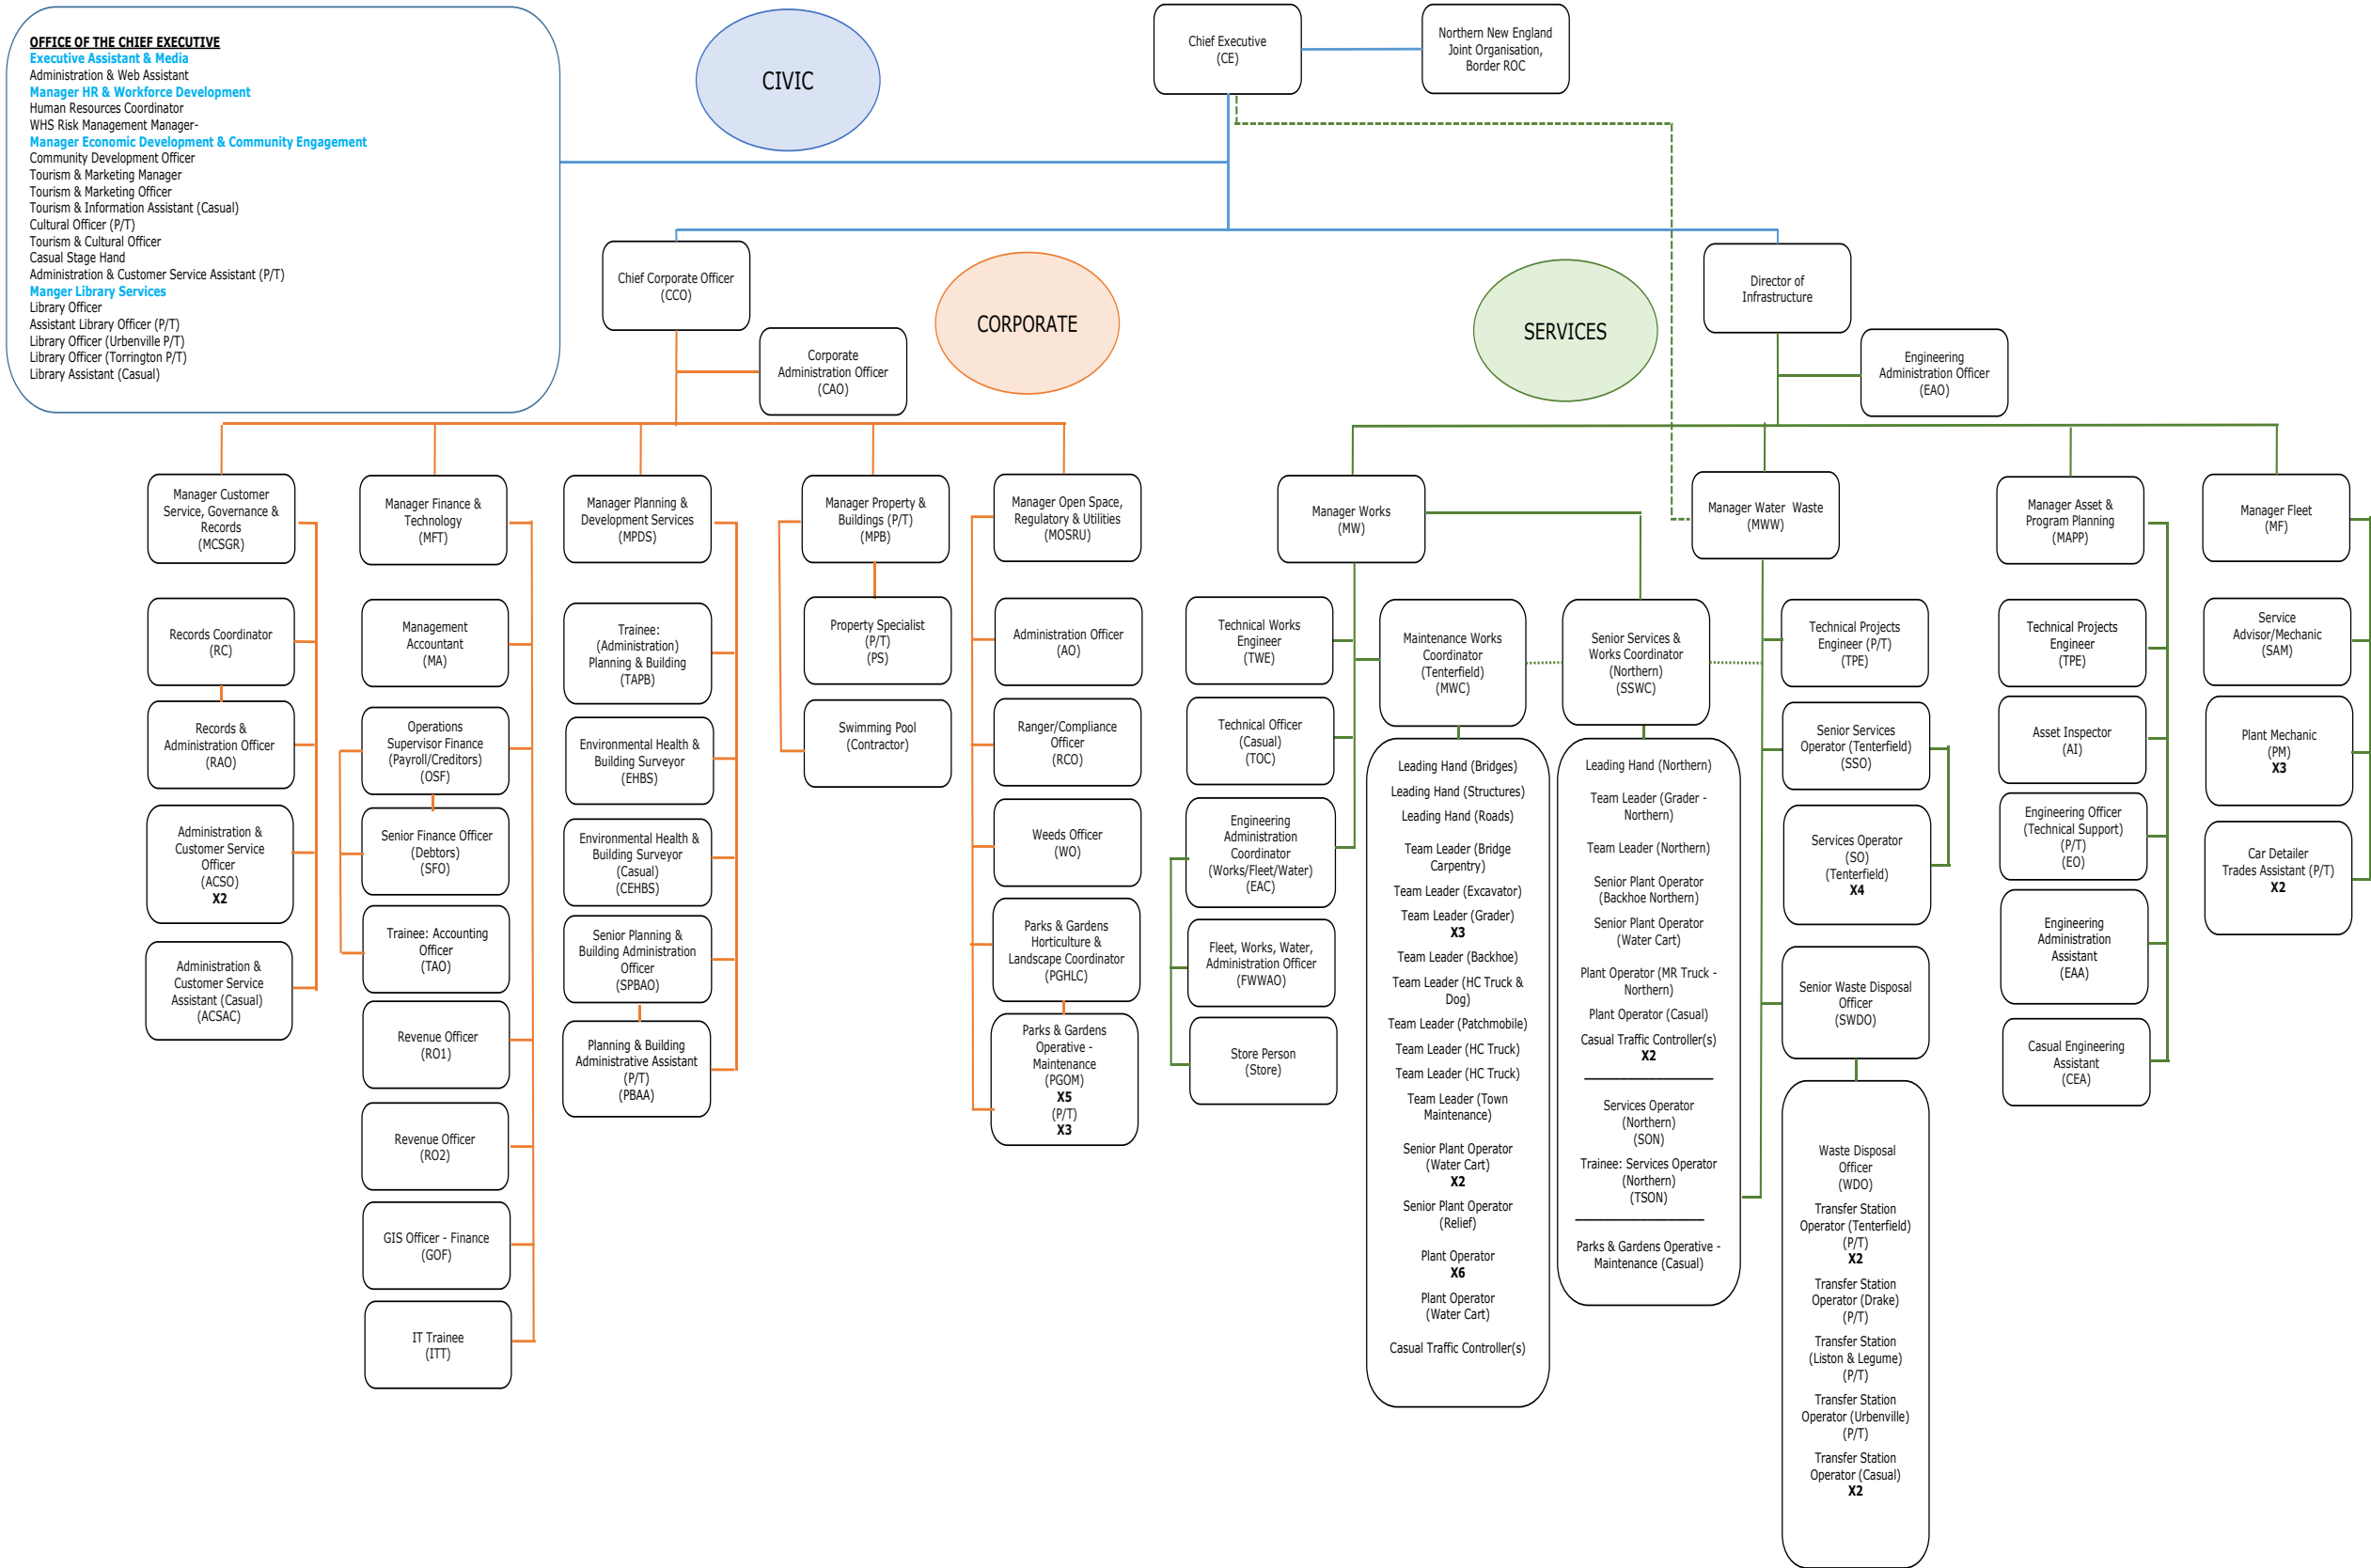 OFFICE OF THE CHIEF EXECUTIVE
Executive Assistant & Media
Administration & Web Assistant
Manager HR & Workforce Development
Human Resources Coordinator
WHS Risk Management Manager-
Manager Economic Development & Community Engagement
Community Development Officer
Tourism & Marketing Manager
Tourism & Marketing Officer
Tourism & Information Assistant (Casual)
Cultural Officer (P/T)
Tourism & Cultural Officer
Casual Stage Hand
Administration & Customer Service Assistant (P/T)
Manger Library Services
Library Officer
Assistant Library Officer (P/T)
Library Officer (Urbenville P/T)
Library Officer (Torrington P/T)
Library Assistant (Casual)
CIVIC
Chief Executive
(CE)
Northern New England
Joint Organisation,
Border ROC
Chief Corporate Officer
(CCO)
CORPORATE
SERVICES
Director of
Infrastructure
Corporate
Administration Officer
(CAO)
Engineering
Administration Officer
(EAO)
Manager Customer
Service, Governance &
Records
(MCSGR)
Manager Finance &
Technology
(MFT)
Manager Planning &
Development Services
(MPDS)
Manager Property &
Buildings (P/T)
(MPB)
Manager Open Space,
Regulatory & Utilities
(MOSRU)
Manager Works
(MW)
Manager Water  Waste
(MWW)
Manager Asset &
Program Planning
(MAPP)
Manager Fleet
(MF)
Records Coordinator
(RC)
Records &
Administration Officer
(RAO)
Administration &
Customer Service
Officer
(ACSO)
X2
Administration &
Customer Service
Assistant (Casual)
(ACSAC)
Management
Accountant
(MA)
Operations
Supervisor Finance
(Payroll/Creditors)
(OSF)
Senior Finance Officer
(Debtors)
(SFO)
Trainee: Accounting
Officer
(TAO)
Revenue Officer
(RO1)
Revenue Officer
(RO2)
GIS Officer - Finance
(GOF)
IT Trainee
(ITT)
Trainee:
(Administration)
Planning & Building
(TAPB)
Environmental Health &
Building Surveyor
(EHBS)
Environmental Health &
Building Surveyor
(Casual)
(CEHBS)
Senior Planning &
Building Administration
Officer
(SPBAO)
Planning & Building
Administrative Assistant
(P/T)
(PBAA)
Property Specialist
(P/T)
(PS)
Swimming Pool
(Contractor)
Administration Officer
(AO)
Ranger/Compliance
Officer
(RCO)
Weeds Officer
(WO)
Parks & Gardens
Horticulture &
Landscape Coordinator
(PGHLC)
Parks & Gardens
Operative -
Maintenance
(PGOM)
X5
(P/T)
X3
Technical Works
Engineer
(TWE)
Technical Officer
(Casual)
(TOC)
Engineering
Administration
Coordinator
(Works/Fleet/Water)
(EAC)
Fleet, Works, Water,
Administration Officer
(FWWAO)
Store Person
(Store)
Maintenance Works
Coordinator
(Tenterfield)
(MWC)
Leading Hand (Bridges)
Leading Hand (Structures)
Leading Hand (Roads)
Team Leader (Bridge
Carpentry)
Team Leader (Excavator)
Team Leader (Grader)
X3
Team Leader (Backhoe)
Team Leader (HC Truck &
Dog)
Team Leader (Patchmobile)
Team Leader (HC Truck)
Team Leader (HC Truck)
Team Leader (Town
Maintenance)
Senior Plant Operator
(Water Cart)
X2
Senior Plant Operator
(Relief)
Plant Operator
X6
Plant Operator
(Water Cart)
Casual Traffic Controller(s)
Senior Services &
Works Coordinator
(Northern)
(SSWC)
Leading Hand (Northern)
Team Leader (Grader -
Northern)
Team Leader (Northern)
Senior Plant Operator
(Backhoe Northern)
Senior Plant Operator
(Water Cart)
Plant Operator (MR Truck -
Northern)
Plant Operator (Casual)
Casual Traffic Controller(s)
X2
Services Operator
(Northern)
(SON)
Trainee: Services Operator
(Northern)
(TSON)
Parks & Gardens Operative -
Maintenance (Casual)
Technical Projects
Engineer (P/T)
(TPE)
Senior Services
Operator (Tenterfield)
(SSO)
Services Operator
(SO)
(Tenterfield)
X4
Senior Waste Disposal
Officer
(SWDO)
Waste Disposal
Officer
(WDO)
Transfer Station
Operator (Tenterfield)
(P/T)
X2
Transfer Station
Operator (Drake)
(P/T)
Transfer Station
(Liston & Legume)
(P/T)
Transfer Station
Operator (Urbenville)
(P/T)
Transfer Station
Operator (Casual)
X2
Technical Projects
Engineer
(TPE)
Asset Inspector
(AI)
Engineering Officer
(Technical Support)
(P/T)
(EO)
Engineering
Administration
Assistant
(EAA)
Casual Engineering
Assistant
(CEA)
Service
Advisor/Mechanic
(SAM)
Plant Mechanic
(PM)
X3
Car Detailer
Trades Assistant (P/T)
X2